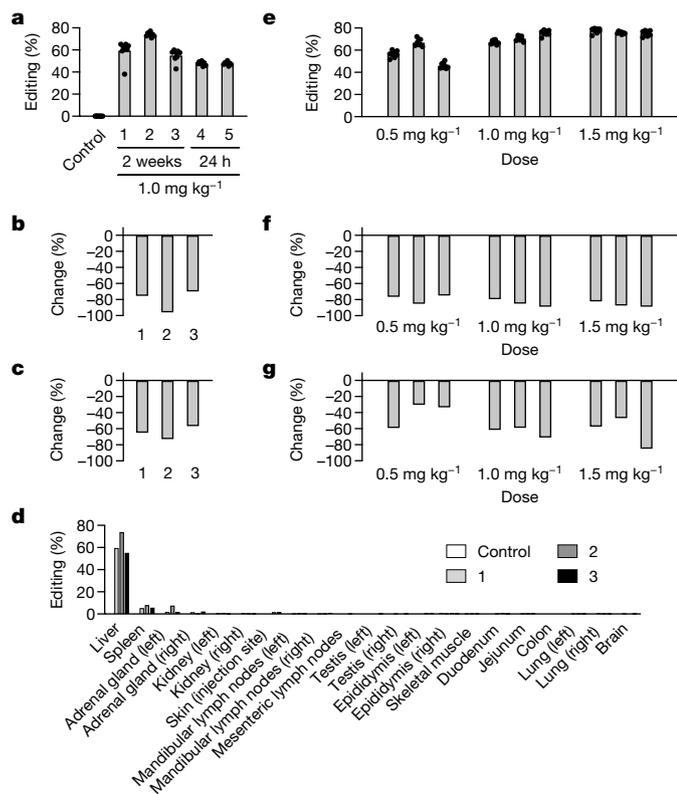 a
Editing (%)
80
60
40
20
0
Control
1 2 3 4 5
2 weeks 24 h
1.0 mg kg⁻¹
e
Editing (%)
80
60
40
20
0
0.5 mg kg⁻¹ 1.0 mg kg⁻¹ 1.5 mg kg⁻¹
Dose
b
Change (%)
0
−20
−40
−60
−80
−100
1 2 3
f
Change (%)
0
−20
−40
−60
−80
−100
0.5 mg kg⁻¹ 1.0 mg kg⁻¹ 1.5 mg kg⁻¹
Dose
c
Change (%)
0
−20
−40
−60
−80
−100
1 2 3
g
Change (%)
0
−20
−40
−60
−80
−100
0.5 mg kg⁻¹ 1.0 mg kg⁻¹ 1.5 mg kg⁻¹
Dose
d
Editing (%)
80
60
40
20
0
Control 2
1 3
Liver
Spleen
Adrenal gland (left)
Adrenal gland (right)
Kidney (left)
Kidney (right)
Skin (injection site)
Mandibular lymph nodes (left)
Mandibular lymph nodes (right)
Mesenteric lymph nodes
Testis (left)
Testis (right)
Epididymis (left)
Epididymis (right)
Skeletal muscle
Duodenum
Jejunum
Colon
Lung (left)
Lung (right)
Brain